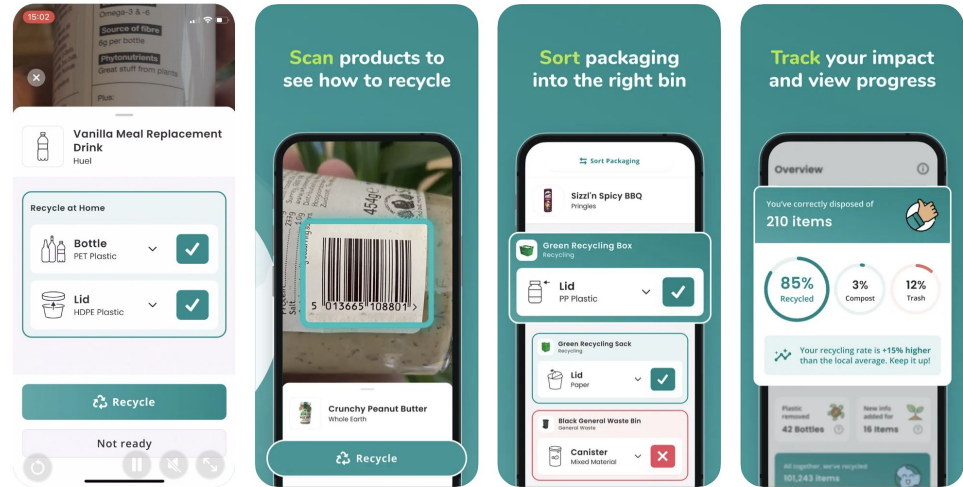 15:02
Omega-3 & -6
Source of fibre
8g per bottle
Phytonutrients
Great stuff from plants
Plus:
Vanilla Meal Replacement
Drink
Huel
Recycle at Home
Bottle
PET Plastic
Lid
HDPE Plastic
Recycle
Not ready
Scan products to
see how to recycle
454g e
5 013665 108801 >
Crunchy Peanut Butter
Whole Earth
Recycle
Sort packaging
into the right bin
Sort Packaging
Sizzl'n Spicy BBQ
Pringles
Green Recycling Box
Recycling
Lid
PP Plastic
Green Recycling Sack
Recycling
Lid
Paper
Black General Waste Bin
General Waste
Canister
Mixed Material
Track your impact
and view progress
Overview
You've correctly disposed of
210 items
85%
Recycled
3%
Compost
12%
Trash
Your recycling rate is +15% higher
than the local average. Keep it up!
Plastic
removed
42 Bottles
New info
added for
16 Items
All together, we've recycled
101,243 items